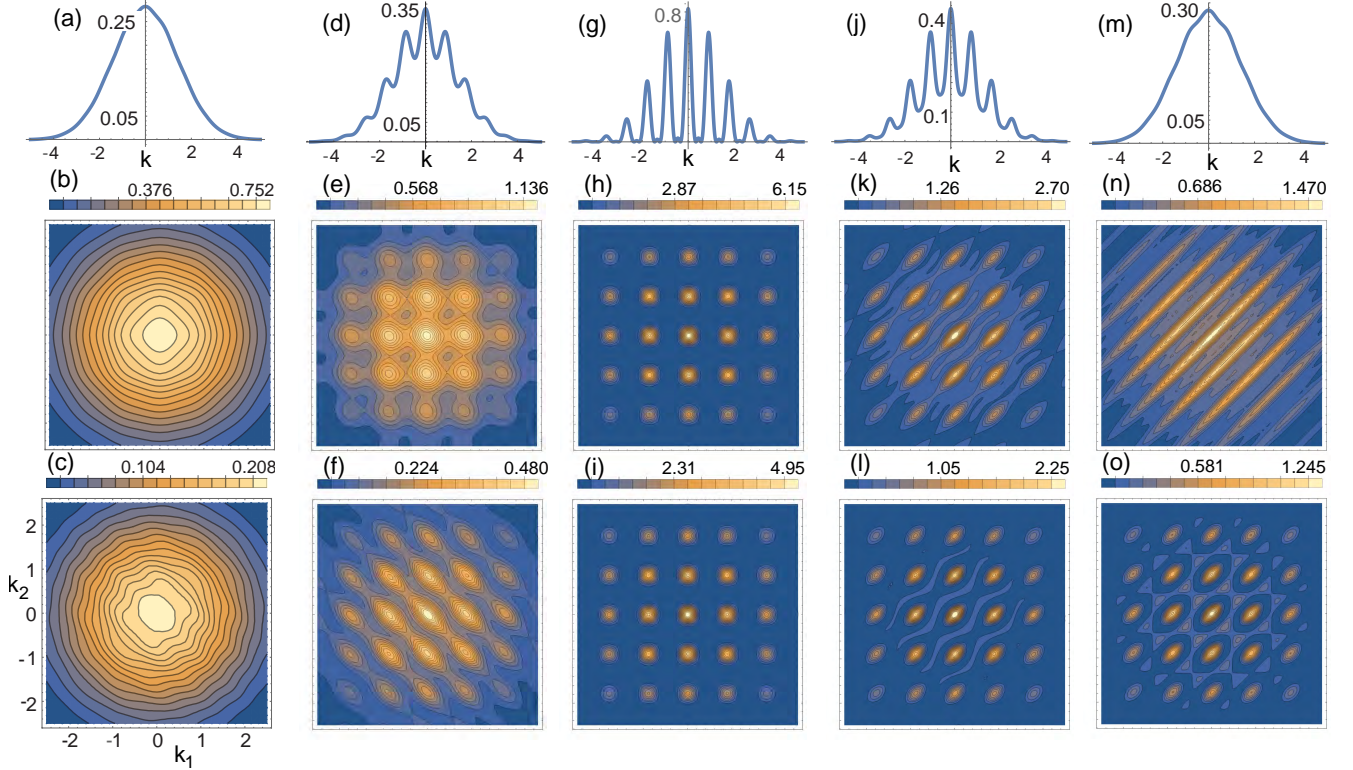 (a) (d) (g) (j) (m)
0.25 0.35 0.8 0.4 0.30
0.05 0.05 0.1 0.05
-4 -2 2 4 -4 -2 2 4 -4 -2 2 4 -4 -2 2 4 -4 -2 2 4
k k k k k
(b) (e) (h) (k) (n)
0.376 0.752 0.568 1.136 2.87 6.15 1.26 2.70 0.686 1.470
(c) (f) (i) (l) (o)
0.104 0.208 0.224 0.480 2.31 4.95 1.05 2.25 0.581 1.245
2
1
k2
0
-1
-2
-2 -1 0 1 2
k1